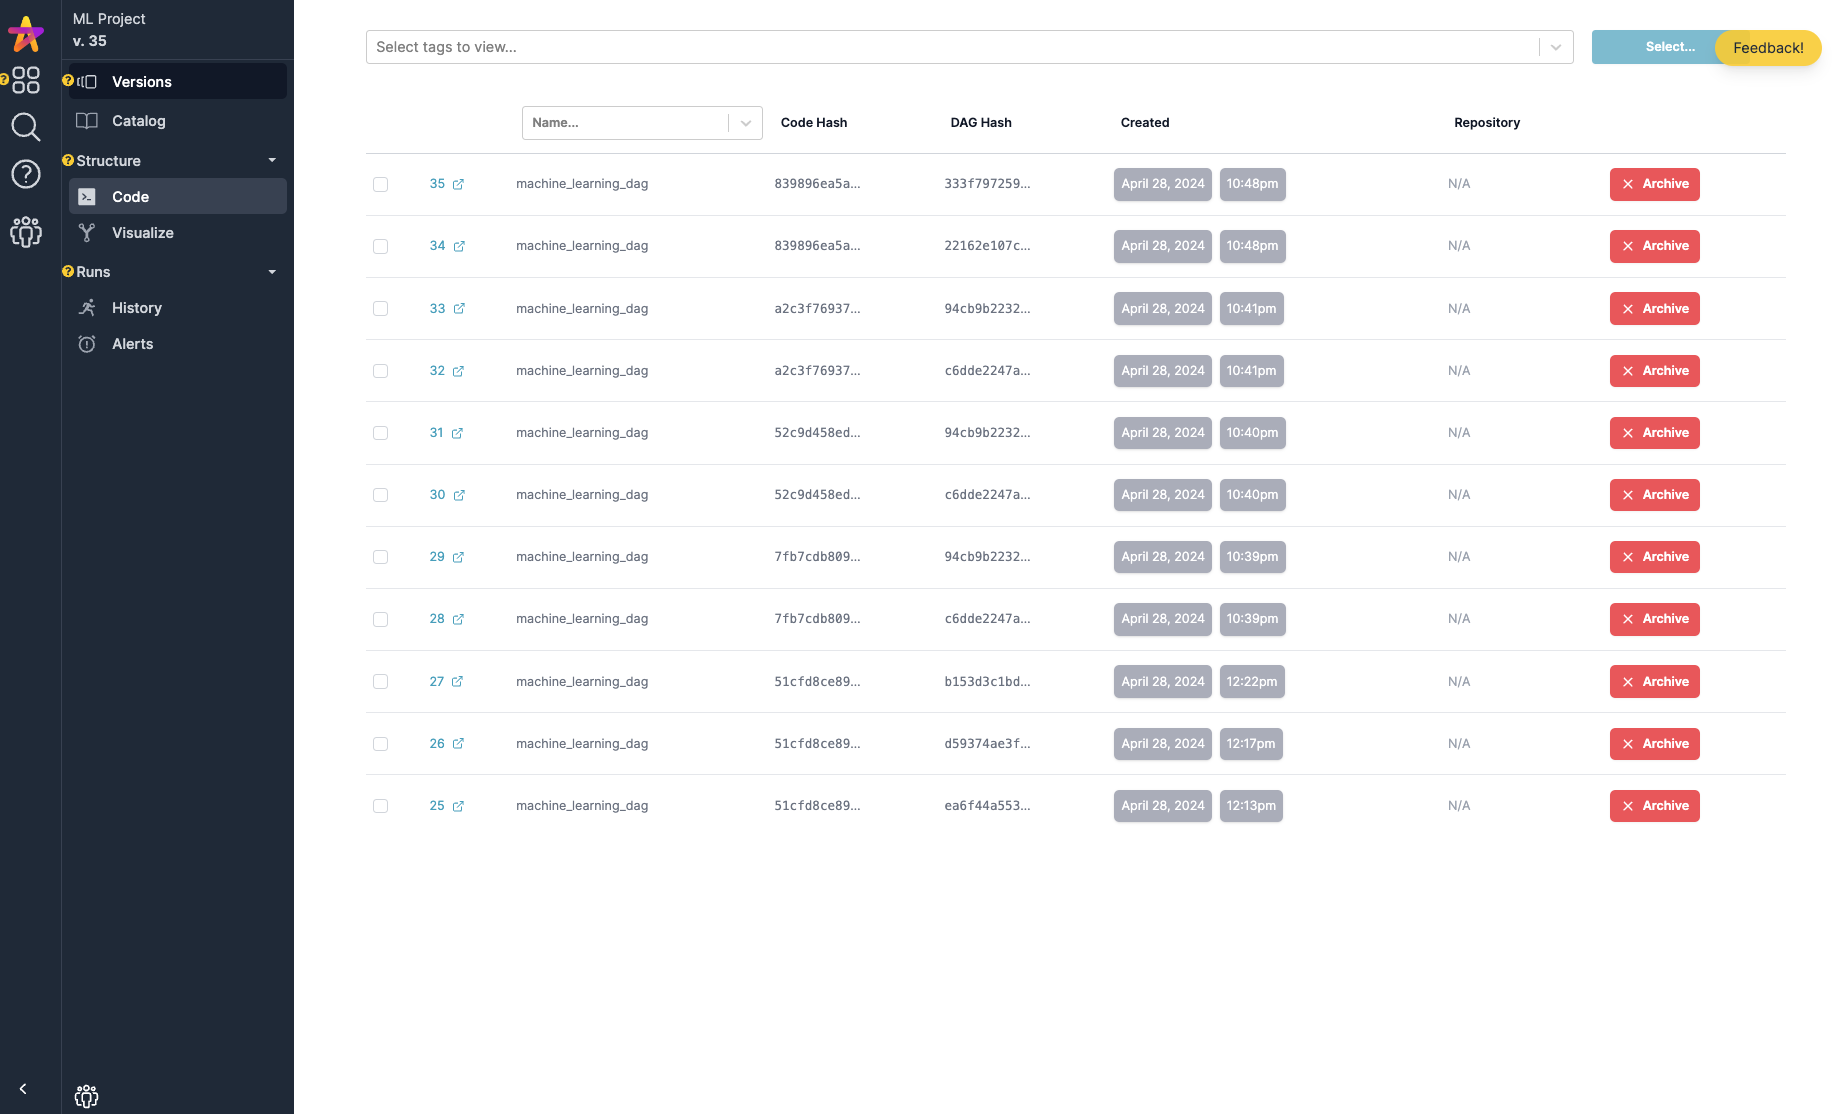 ML Project
v. 35
Versions
Catalog
Structure
Code
Visualize
Runs
History
Alerts
Select tags to view...
Select...
Feedback!
Name... Code Hash DAG Hash Created Repository
35 machine_learning_dag 839896ea5a... 333f797259... April 28, 2024 10:48pm N/A Archive
34 machine_learning_dag 839896ea5a... 22162e107c... April 28, 2024 10:48pm N/A Archive
33 machine_learning_dag a2c3f76937... 94cb9b2232... April 28, 2024 10:41pm N/A Archive
32 machine_learning_dag a2c3f76937... c6dde2247a... April 28, 2024 10:41pm N/A Archive
31 machine_learning_dag 52c9d458ed... 94cb9b2232... April 28, 2024 10:40pm N/A Archive
30 machine_learning_dag 52c9d458ed... c6dde2247a... April 28, 2024 10:40pm N/A Archive
29 machine_learning_dag 7fb7cdb809... 94cb9b2232... April 28, 2024 10:39pm N/A Archive
28 machine_learning_dag 7fb7cdb809... c6dde2247a... April 28, 2024 10:39pm N/A Archive
27 machine_learning_dag 51cfd8ce89... b153d3c1bd... April 28, 2024 12:22pm N/A Archive
26 machine_learning_dag 51cfd8ce89... d59374ae3f... April 28, 2024 12:17pm N/A Archive
25 machine_learning_dag 51cfd8ce89... ea6f44a553... April 28, 2024 12:13pm N/A Archive